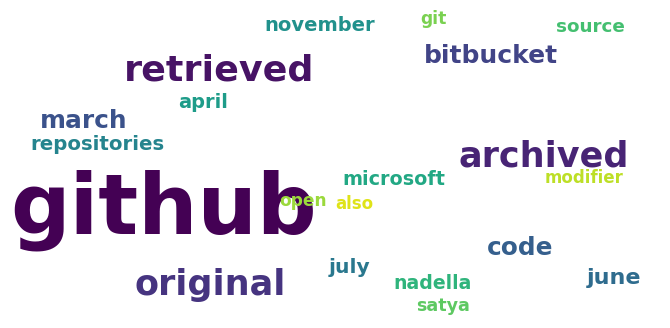 november
git
source
retrieved
bitbucket
april
march
repositories
archived
microsoft
modifier
github
open
also
code
july
original
nadella
june
satya